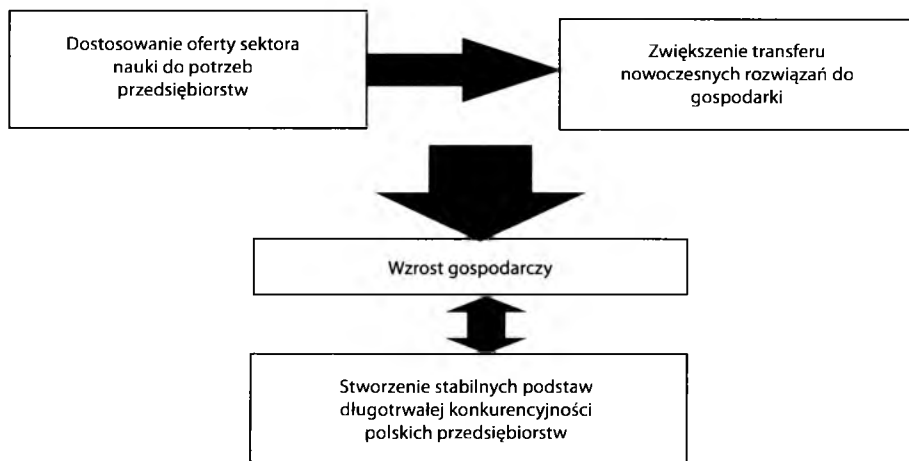 Dostosowanie oferty sektora
nauki do potrzeb
przedsiębiorstw
Zwiększenie transferu
nowoczesnych rozwiązań do
gospodarki
Wzrost gospodarczy
Stworzenie stabilnych podstaw
długotrwałej konkurencyjności
polskich przedsiębiorstw